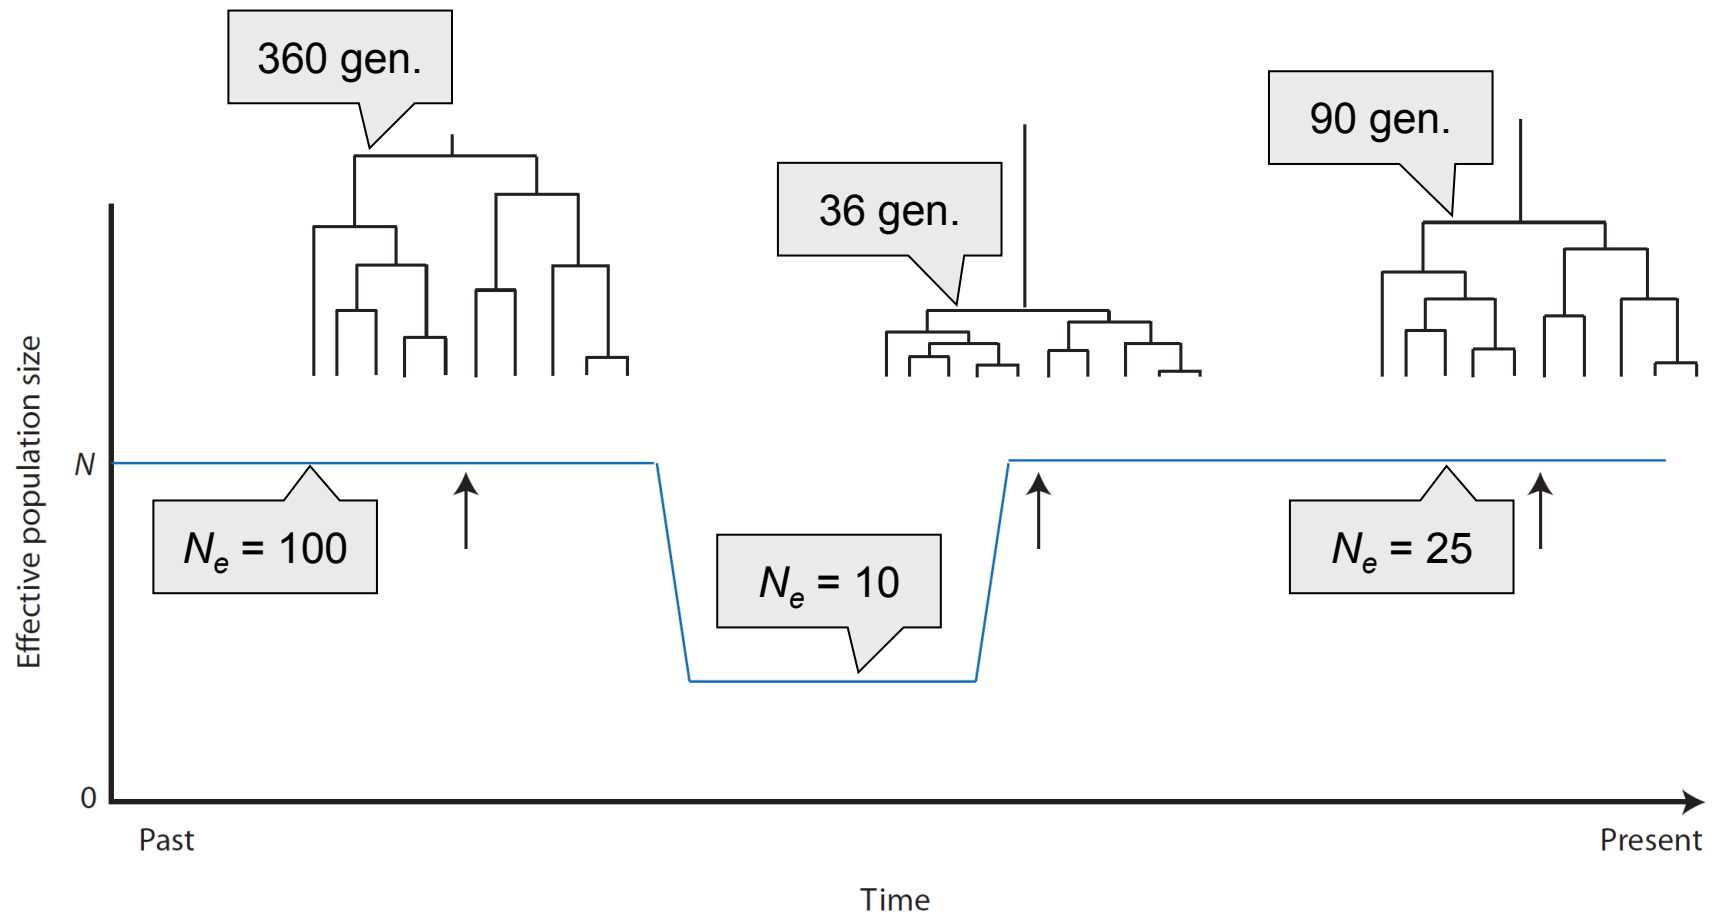 360 gen.
90 gen.
36 gen.
Effective population size
N
Ne = 100
Ne = 10
Ne = 25
0
Past
Present
Time